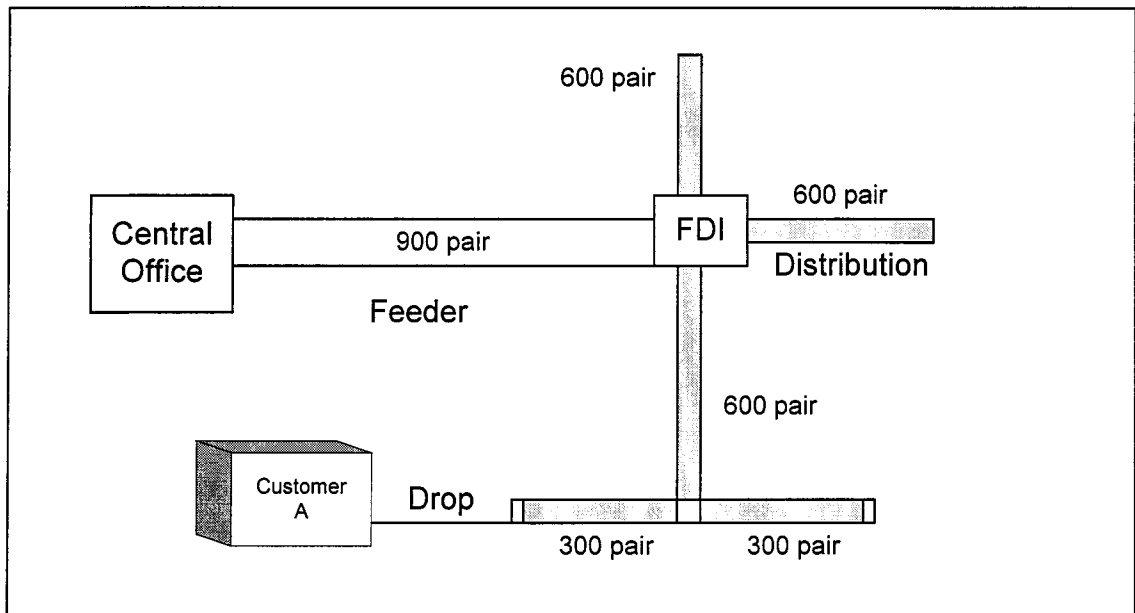 600 pair
600 pair
Central
Office
900 pair
FDI
Distribution
Feeder
600 pair
Customer
A
Drop
300 pair
300 pair